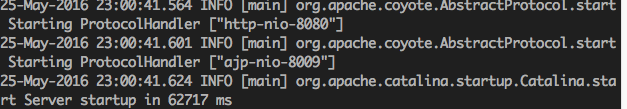 25-May-2016 23:00:41.564 INFO [main] org.apache.coyote.AbstractProtocol.start
 Starting ProtocolHandler ["http-nio-8080"]
25-May-2016 23:00:41.601 INFO [main] org.apache.coyote.AbstractProtocol.start
 Starting ProtocolHandler ["ajp-nio-8009"]
25-May-2016 23:00:41.624 INFO [main] org.apache.catalina.startup.Catalina.sta
rt Server startup in 62717 ms